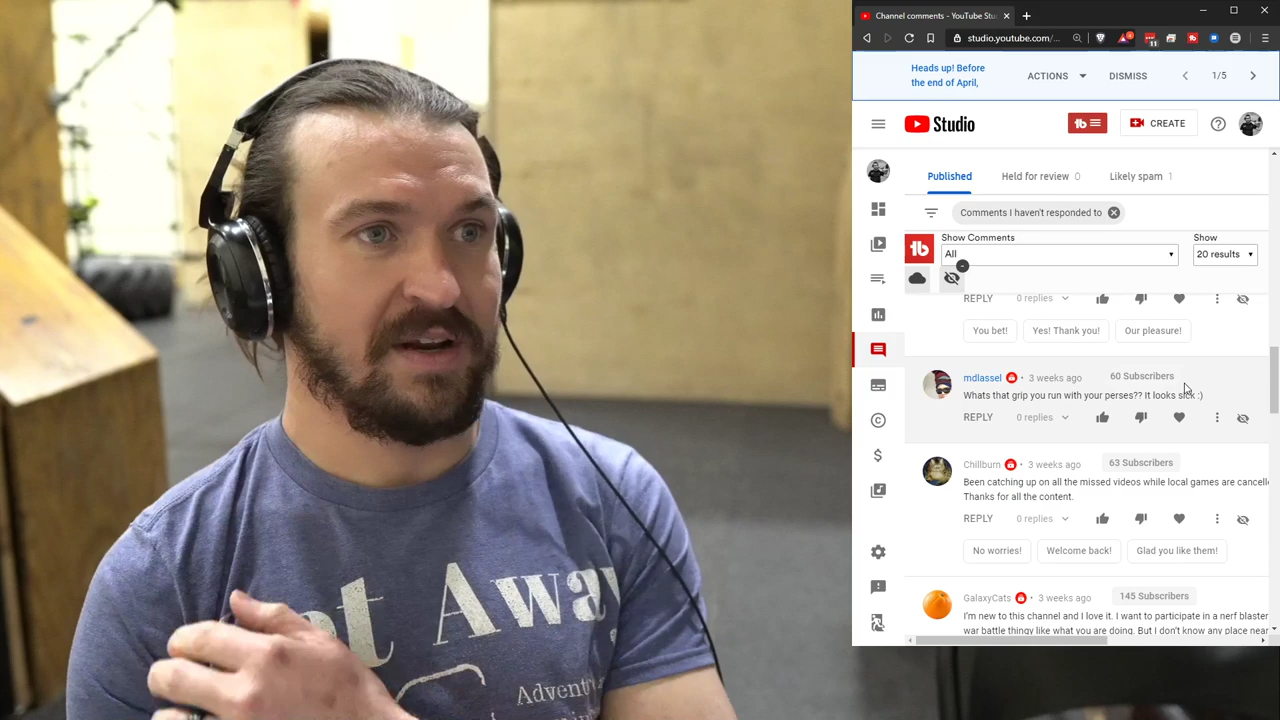 Channel comments - YouTube Stu
studio.youtube.com/...
4
11
Heads up! Before
the end of April,
ACTIONS
DISMISS
1/5
Studio
tb
CREATE
Published
Held for review 0
Likely spam 1
Comments I haven't responded to
tb
Show Comments
Show
All
20 results
REPLY
0 replies
You bet!
Yes! Thank you!
Our pleasure!
mdlassel • 3 weeks ago
60 Subscribers
Whats that grip you run with your perses?? It looks sick :)
REPLY
0 replies
Chillburn • 3 weeks ago
63 Subscribers
Been catching up on all the missed videos while local games are cancelle
Thanks for all the content.
REPLY
0 replies
No worries!
Welcome back!
Glad you like them!
GalaxyCats • 3 weeks ago
145 Subscribers
I'm new to this channel and I love it. I want to participate in a nerf blaster
war battle thing like what you are doing. But I don't know any place near
Away
Adventu